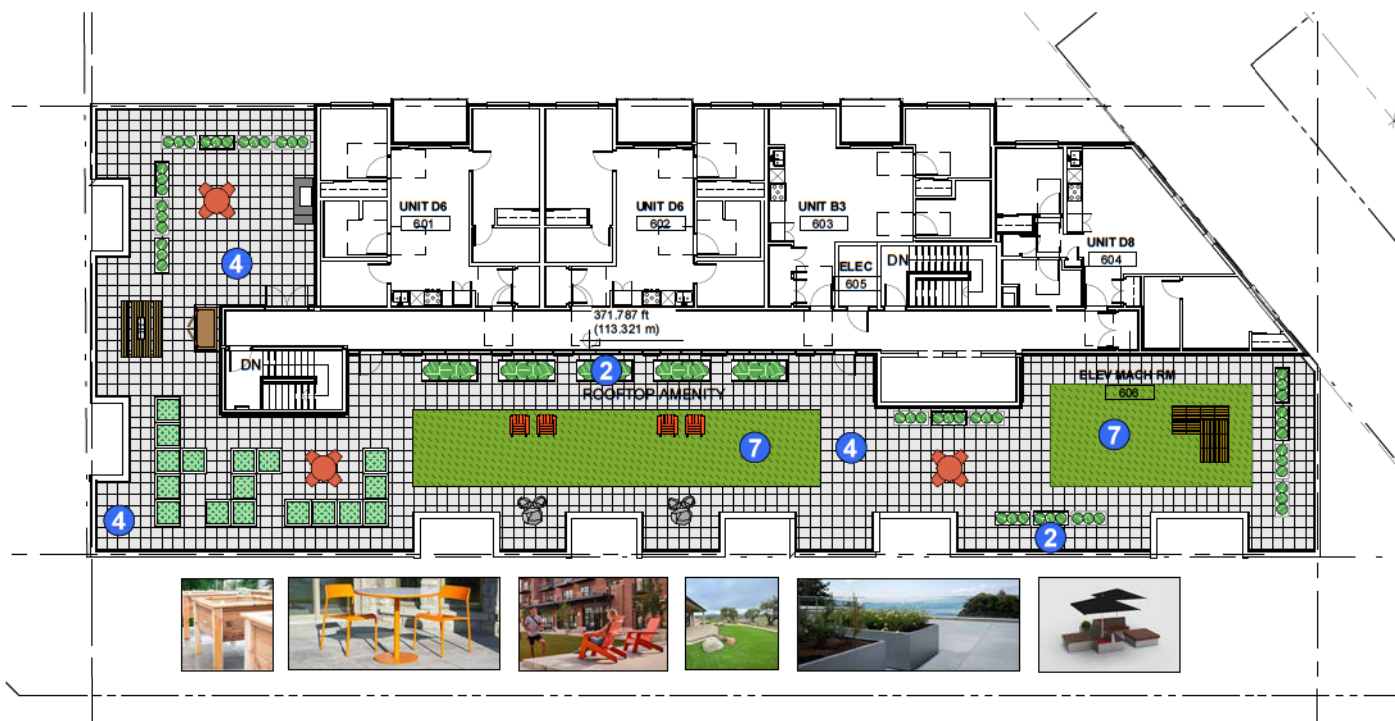 UNIT D6
601
UNIT D6
602
UNIT B3
603
UNIT D8
604
ELEC
605
DN
4
371.787 ft
(113.321 m)
DN
2
ROOFTOP AMENITY
ELEV MACH RM
606
7
4
7
4
2